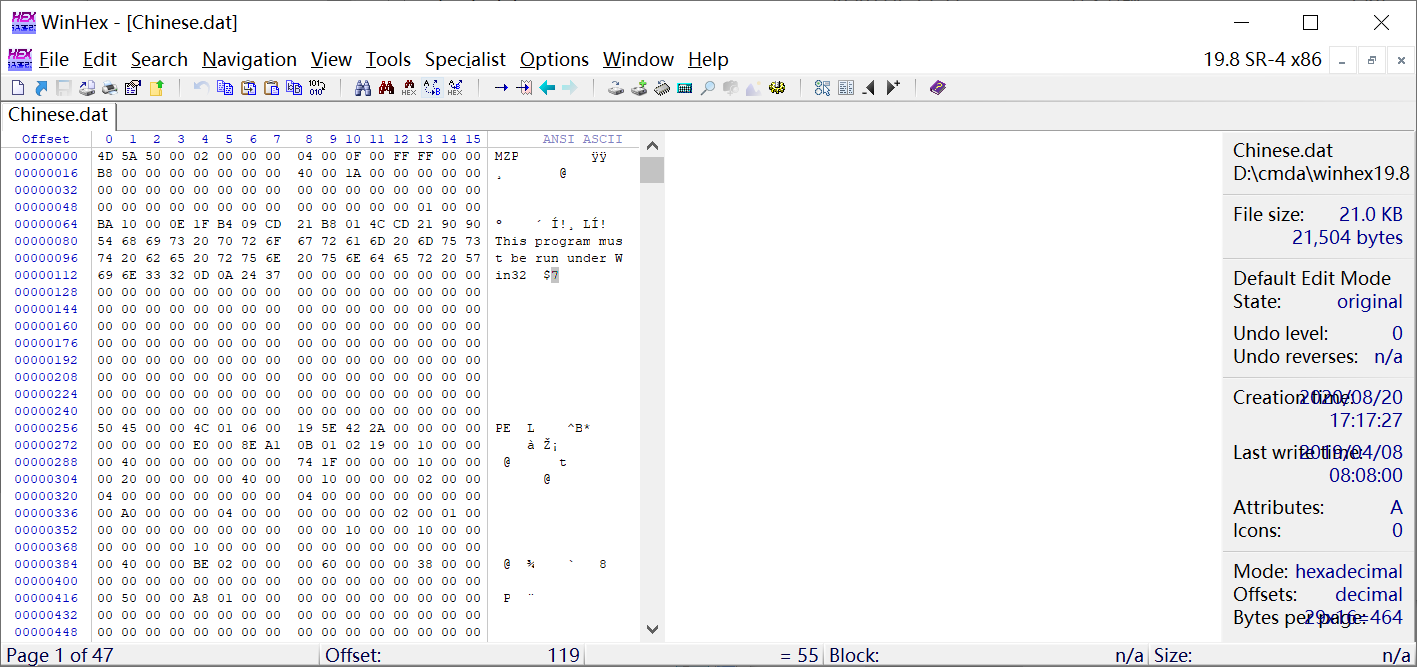 WinHex - [Chinese.dat]
File Edit Search Navigation View Tools Specialist Options Window Help 19.8 SR-4 x86
Chinese.dat
Offset 0 1 2 3 4 5 6 7 8 9 10 11 12 13 14 15 ANSI ASCII
00000000 4D 5A 50 00 02 00 00 00 04 00 0F 00 FF FF 00 00 MZP ÿÿ
00000016 B8 00 00 00 00 00 00 00 40 00 1A 00 00 00 00 00 ¸ @
00000032 00 00 00 00 00 00 00 00 00 00 00 00 00 00 00 00
00000048 00 00 00 00 00 00 00 00 00 00 00 00 00 01 00 00
00000064 BA 10 00 0E 1F B4 09 CD 21 B8 01 4C CD 21 90 90 º ´ Í!¸ LÍ!
00000080 54 68 69 73 20 70 72 6F 67 72 61 6D 20 6D 75 73 This program mus
00000096 74 20 62 65 20 72 75 6E 20 75 6E 64 65 72 20 57 t be run under W
00000112 69 6E 33 32 0D 0A 24 37 00 00 00 00 00 00 00 00 in32 $7
00000128 00 00 00 00 00 00 00 00 00 00 00 00 00 00 00 00
00000144 00 00 00 00 00 00 00 00 00 00 00 00 00 00 00 00
00000160 00 00 00 00 00 00 00 00 00 00 00 00 00 00 00 00
00000176 00 00 00 00 00 00 00 00 00 00 00 00 00 00 00 00
00000192 00 00 00 00 00 00 00 00 00 00 00 00 00 00 00 00
00000208 00 00 00 00 00 00 00 00 00 00 00 00 00 00 00 00
00000224 00 00 00 00 00 00 00 00 00 00 00 00 00 00 00 00
00000240 00 00 00 00 00 00 00 00 00 00 00 00 00 00 00 00
00000256 50 45 00 00 4C 01 06 00 19 5E 42 2A 00 00 00 00 PE L ^B*
00000272 00 00 00 00 E0 00 8E A1 0B 01 02 19 00 10 00 00 à Ž¡
00000288 00 40 00 00 00 00 00 00 74 1F 00 00 00 10 00 00 @ t
00000304 00 20 00 00 00 00 40 00 00 10 00 00 00 02 00 00 @
00000320 04 00 00 00 00 00 00 00 04 00 00 00 00 00 00 00
00000336 00 A0 00 00 00 04 00 00 00 00 00 00 02 00 01 00
00000352 00 00 00 00 00 00 00 00 00 00 10 00 00 10 00 00
00000368 00 00 00 00 10 00 00 00 00 00 00 00 00 00 00 00
00000384 00 40 00 00 BE 02 00 00 00 60 00 00 00 38 00 00 @ ¾ ` 8
00000400 00 00 00 00 00 00 00 00 00 00 00 00 00 00 00 00
00000416 00 50 00 00 A8 01 00 00 00 00 00 00 00 00 00 00 P ¨
00000432 00 00 00 00 00 00 00 00 00 00 00 00 00 00 00 00
00000448 00 00 00 00 00 00 00 00 00 00 00 00 00 00 00 00
Chinese.dat
D:\cmda\winhex19.8
File size: 21.0 KB
21,504 bytes
Default Edit Mode
State: original
Undo level: 0
Undo reverses: n/a
Creation time: 2020/08/20
17:17:27
Last write time: 2019/04/08
08:08:00
Attributes: A
Icons: 0
Mode: hexadecimal
Offsets: decimal
Bytes per page: 29x16=464
Page 1 of 47 Offset: 119 = 55 Block: n/a Size: n/a